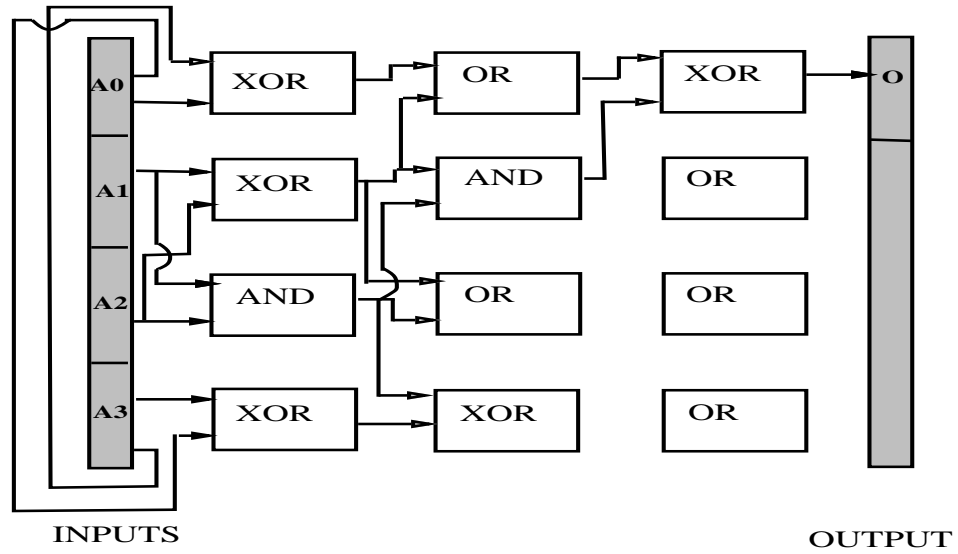 A0 XOR OR XOR O
A1 XOR AND OR
A2 AND OR OR
A3 XOR XOR OR
INPUTS OUTPUT